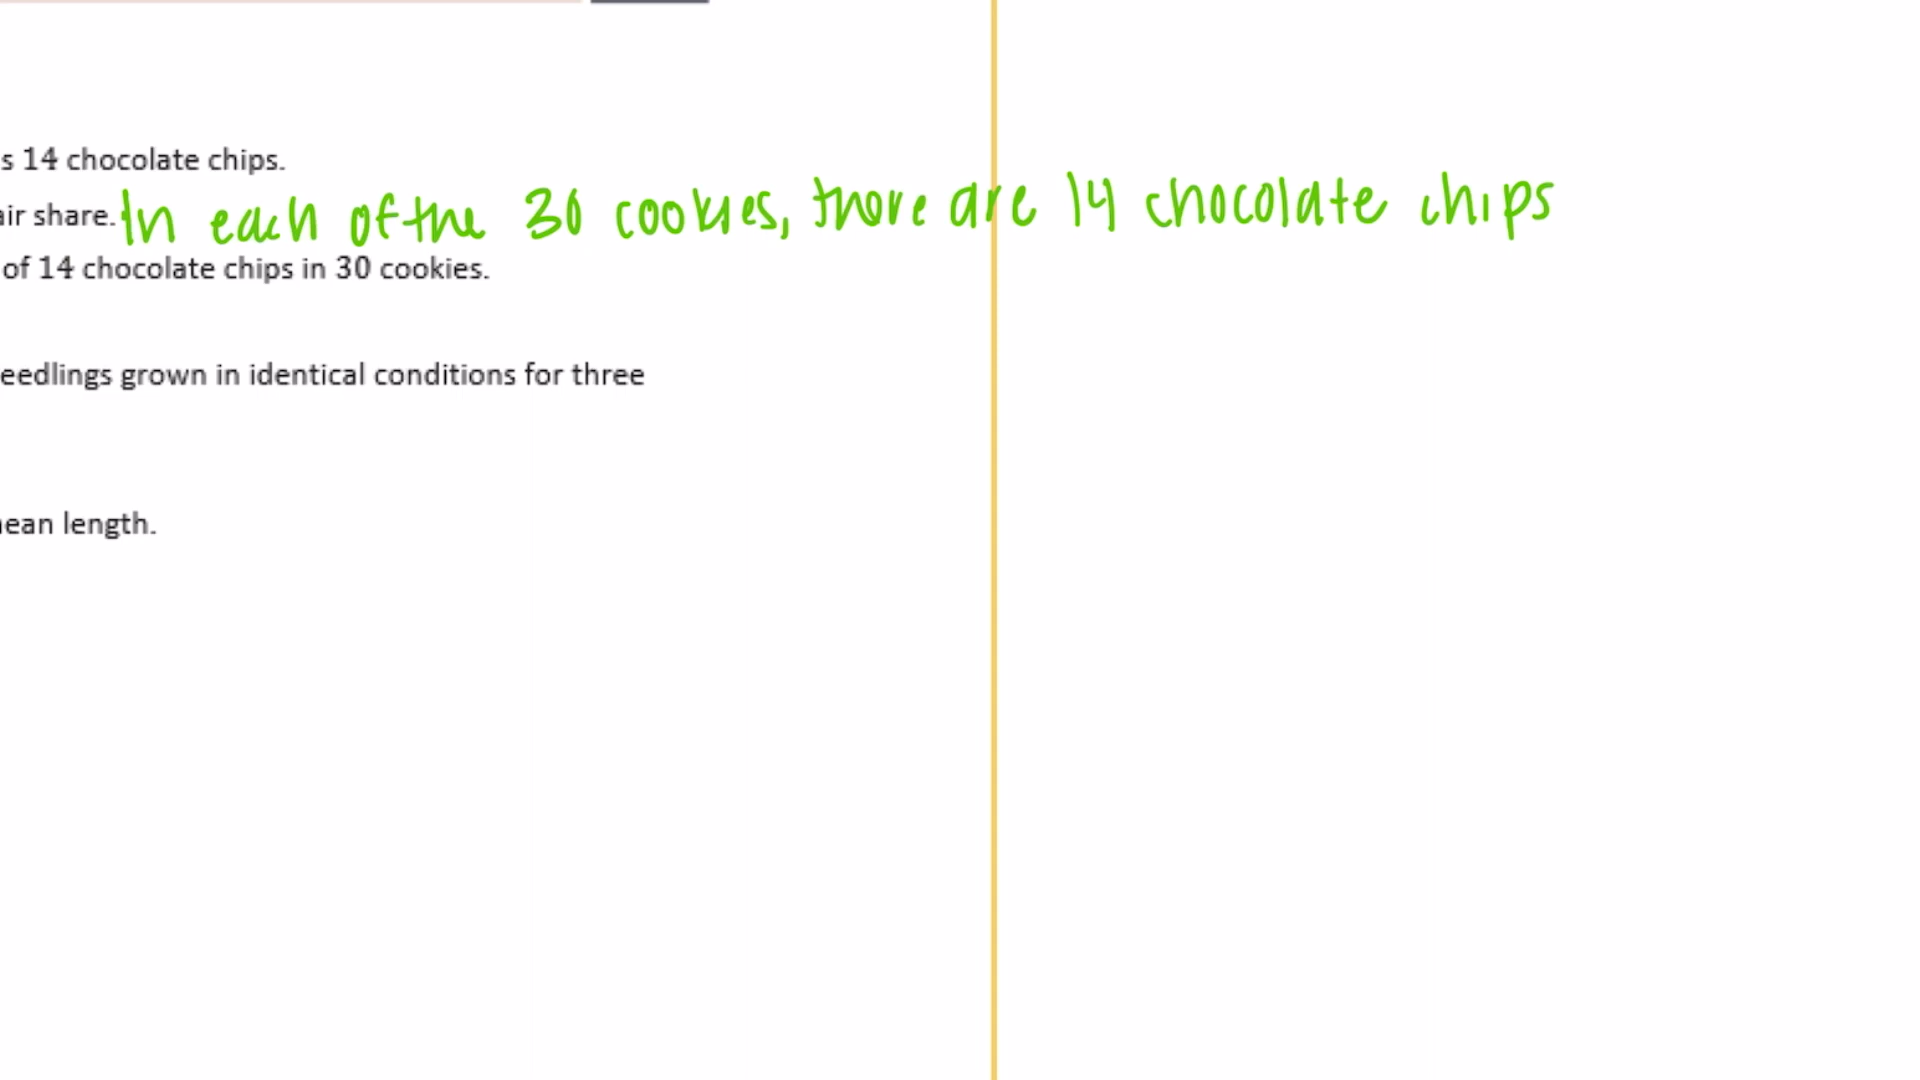 s 14 chocolate chips.
air share. In each of the 30 cookies, there are 14 chocolate chips
of 14 chocolate chips in 30 cookies.
eedlings grown in identical conditions for three
ean length.